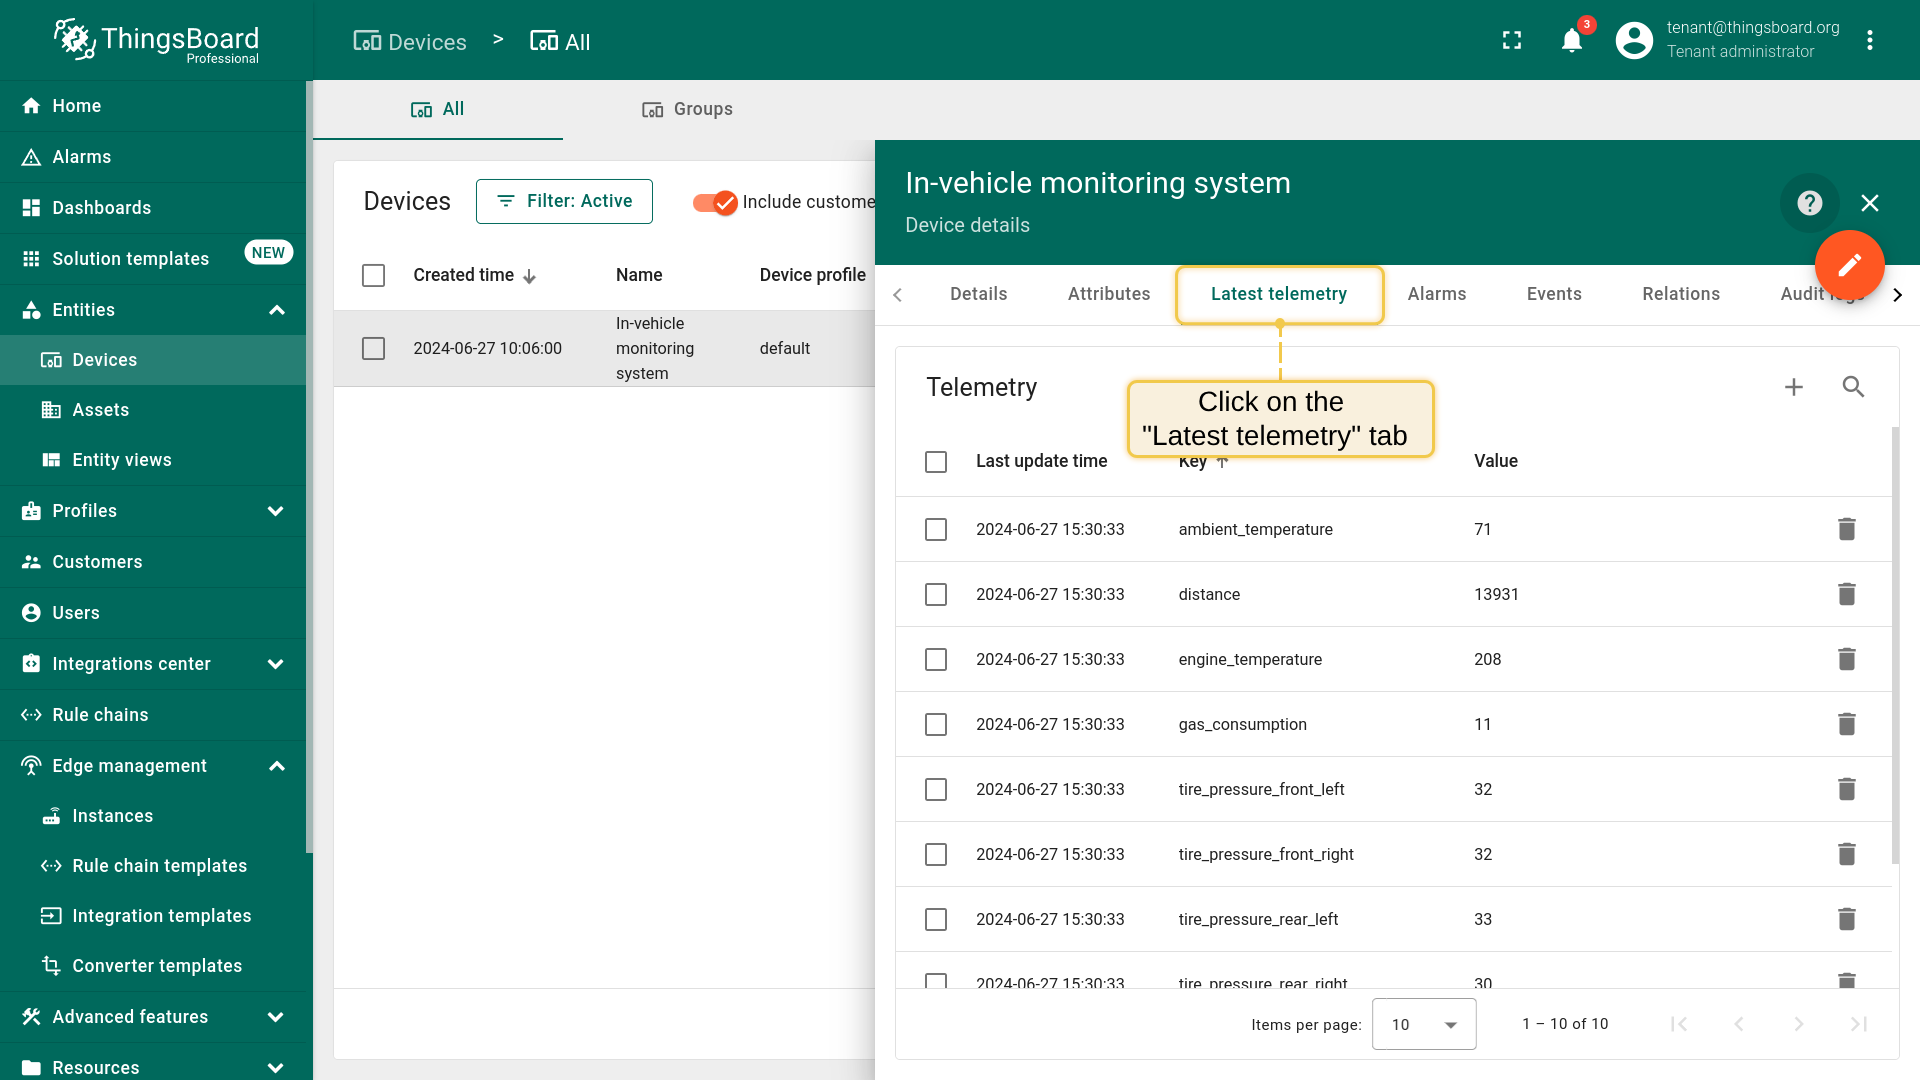 ThingsBoard
Professional
Devices > All
3
tenant@thingsboard.org
Tenant administrator
Home
Alarms
Dashboards
Solution templates NEW
Entities
Devices
Assets
Entity views
Profiles
Customers
Users
Integrations center
Rule chains
Edge management
Instances
Rule chain templates
Integration templates
Converter templates
Advanced features
Resources
All Groups
Devices Filter: Active Include custome
Created time Name Device profile
2024-06-27 10:06:00 In-vehicle monitoring system default
In-vehicle monitoring system
Device details
Details Attributes Latest telemetry Alarms Events Relations Audit logs
Telemetry
Click on the
"Latest telemetry" tab
Last update time Key Value
2024-06-27 15:30:33 ambient_temperature 71
2024-06-27 15:30:33 distance 13931
2024-06-27 15:30:33 engine_temperature 208
2024-06-27 15:30:33 gas_consumption 11
2024-06-27 15:30:33 tire_pressure_front_left 32
2024-06-27 15:30:33 tire_pressure_front_right 32
2024-06-27 15:30:33 tire_pressure_rear_left 33
2024-06-27 15:30:33 tire_pressure_rear_right 30
Items per page: 10 1 – 10 of 10